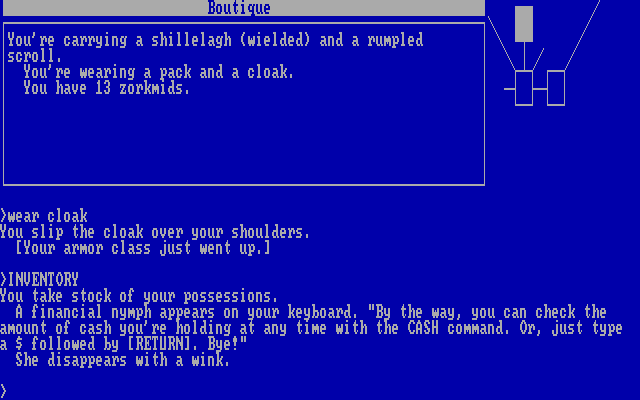 Boutique
You're carrying a shillelagh (wielded) and a rumpled
scroll.
You're wearing a pack and a cloak.
You have 13 zorkmids.
>wear cloak
You slip the cloak over your shoulders.
[Your armor class just went up.]
>INVENTORY
You take stock of your possessions.
A financial nymph appears on your keyboard. "By the way, you can check the
amount of cash you're holding at any time with the CASH command. Or, just type
a $ followed by [RETURN]. Bye!"
She disappears with a wink.
>